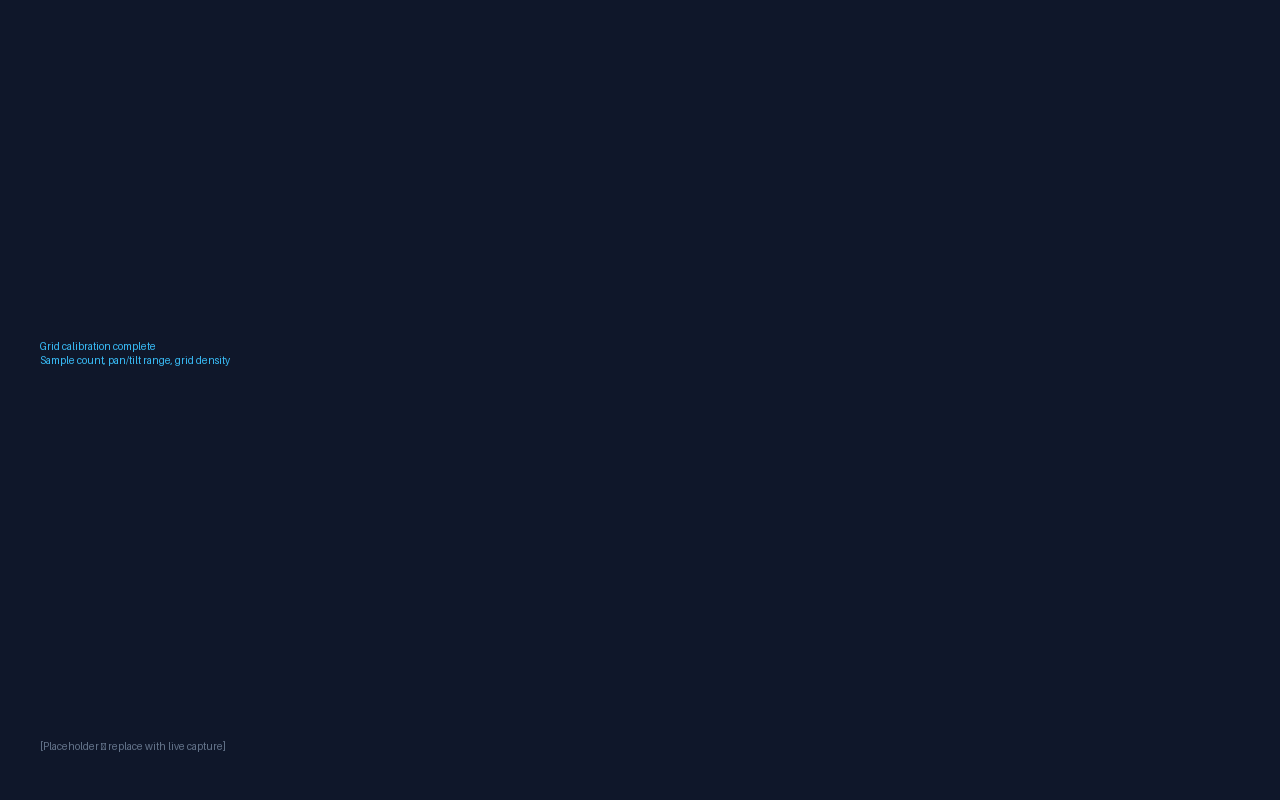 Grid calibration complete
Sample count, pan/tilt range, grid density
[Placeholder ☒ replace with live capture]